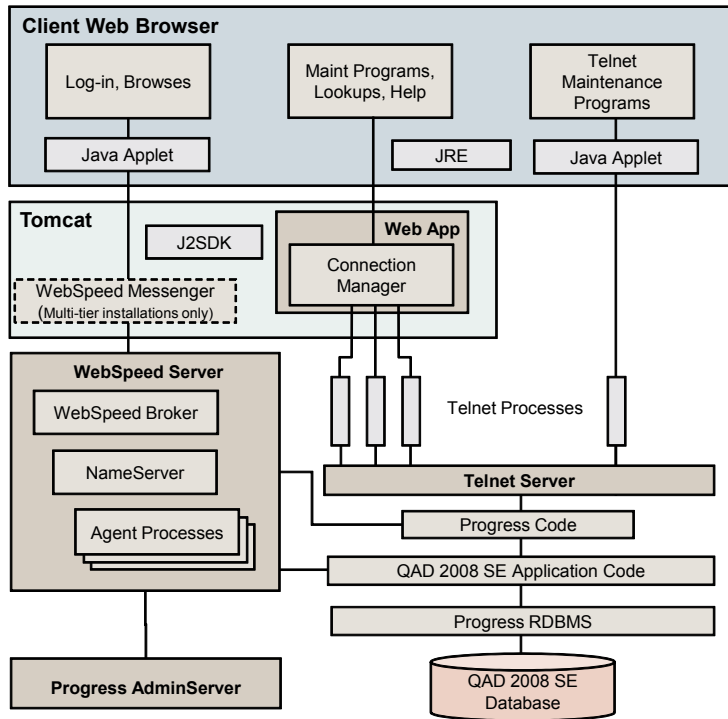 Client Web Browser
Log-in, Browses
Maint Programs,
Lookups, Help
Telnet
Maintenance
Programs
Java Applet
JRE
Java Applet
Tomcat
J2SDK
Web App
Connection
Manager
WebSpeed Messenger
(Multi-tier installations only)
WebSpeed Server
WebSpeed Broker
NameServer
Agent Processes
Telnet Processes
Telnet Server
Progress Code
QAD 2008 SE Application Code
Progress RDBMS
Progress AdminServer
QAD 2008 SE
Database